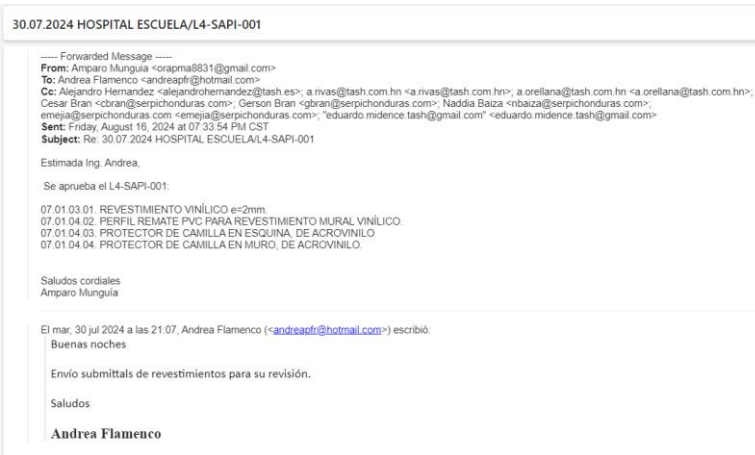 30.07.2024 HOSPITAL ESCUELA/L4-SAPI-001
----- Forwarded Message -----
From: Amparo Munguia <orapma8831@gmail.com>
To: Andrea Flamenco <andreapfr@hotmail.com>
Cc: Alejandro Hernandez <alejandrohernandez@tash.es>; a.rivas@tash.com.hn <a.rivas@tash.com.hn>; a.orellana@tash.com.hn <a.orellana@tash.com.hn>;
Cesar Bran <cbran@serpichonduras.com>; Gerson Bran <gbran@serpichonduras.com>; Naddia Baiza <nbaiza@serpichonduras.com>;
emejia@serpichonduras.com <emejia@serpichonduras.com>; "eduardo.midence.tash@gmail.com" <eduardo.midence.tash@gmail.com>
Sent: Friday, August 16, 2024 at 07:33:54 PM CST
Subject: Re: 30.07.2024 HOSPITAL ESCUELA/L4-SAPI-001
Estimada Ing. Andrea,
Se aprueba el L4-SAPI-001:
07.01.03.01. REVESTIMIENTO VINÍLICO e=2mm.
07.01.04.02. PERFIL REMATE PVC PARA REVESTIMIENTO MURAL VINÍLICO.
07.01.04.03. PROTECTOR DE CAMILLA EN ESQUINA, DE ACROVINILO
07.01.04.04. PROTECTOR DE CAMILLA EN MURO, DE ACROVINILO.
Saludos cordiales
Amparo Munguía
El mar, 30 jul 2024 a las 21:07, Andrea Flamenco (<andreapfr@hotmail.com>) escribió:
Buenas noches
Envío submittals de revestimientos para su revisión.
Saludos
Andrea Flamenco